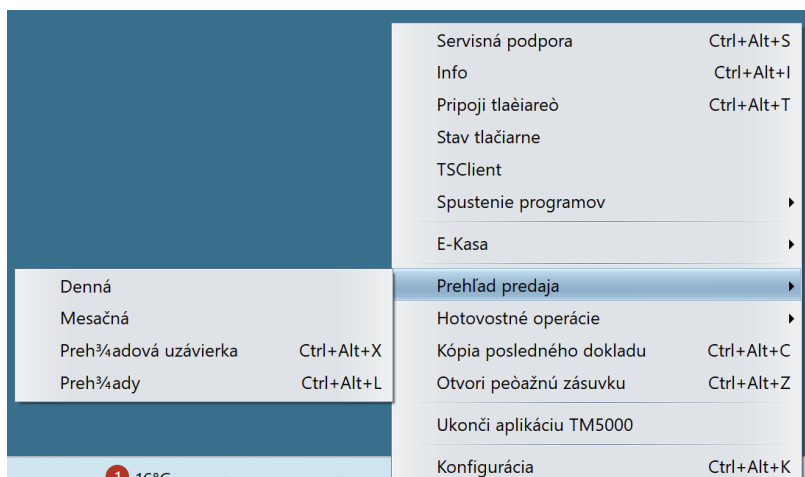 Servisná podpora Ctrl+Alt+S
Info Ctrl+Alt+I
Pripoji tlaèiareò Ctrl+Alt+T
Stav tlačiarne
TSClient
Spustenie programov
E-Kasa
Prehľad predaja
Hotovostné operácie
Kópia posledného dokladu Ctrl+Alt+C
Otvori peòažnú zásuvku Ctrl+Alt+Z
Ukonči aplikáciu TM5000
Konfigurácia Ctrl+Alt+K
Denná
Mesačná
Preh¾adová uzávierka Ctrl+Alt+X
Preh¾ady Ctrl+Alt+L
1 16°C